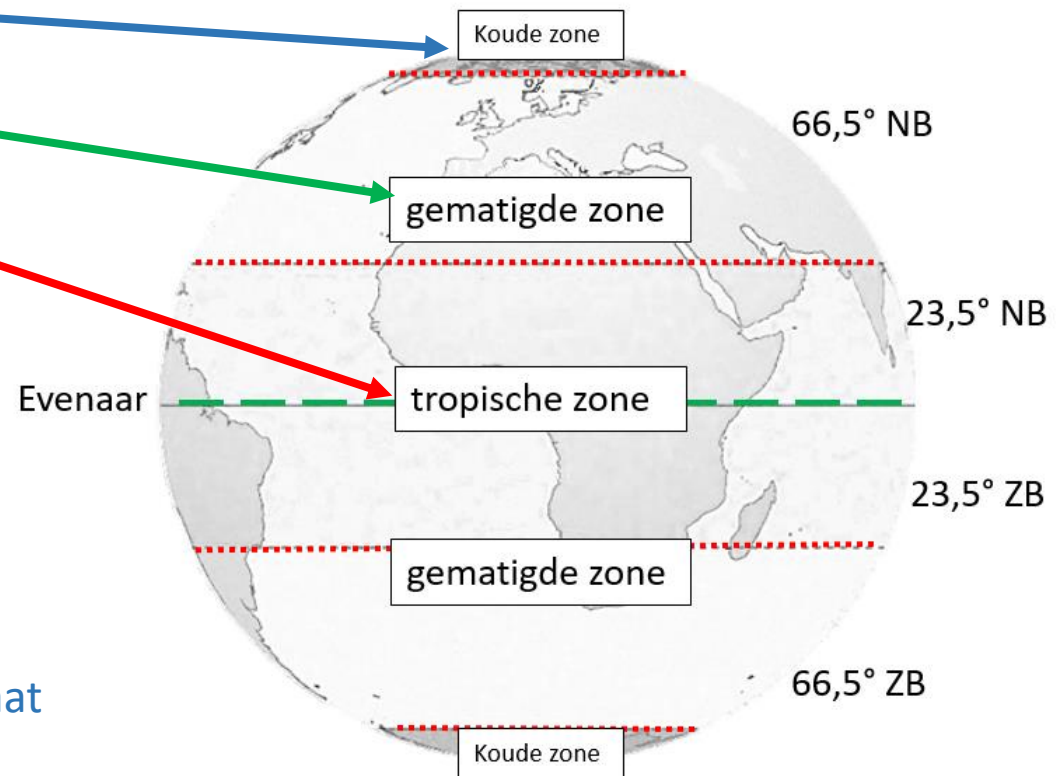 Koude zone
66,5° NB
gematigde zone
23,5° NB
Evenaar
tropische zone
23,5° ZB
gematigde zone
66,5° ZB
Koude zone